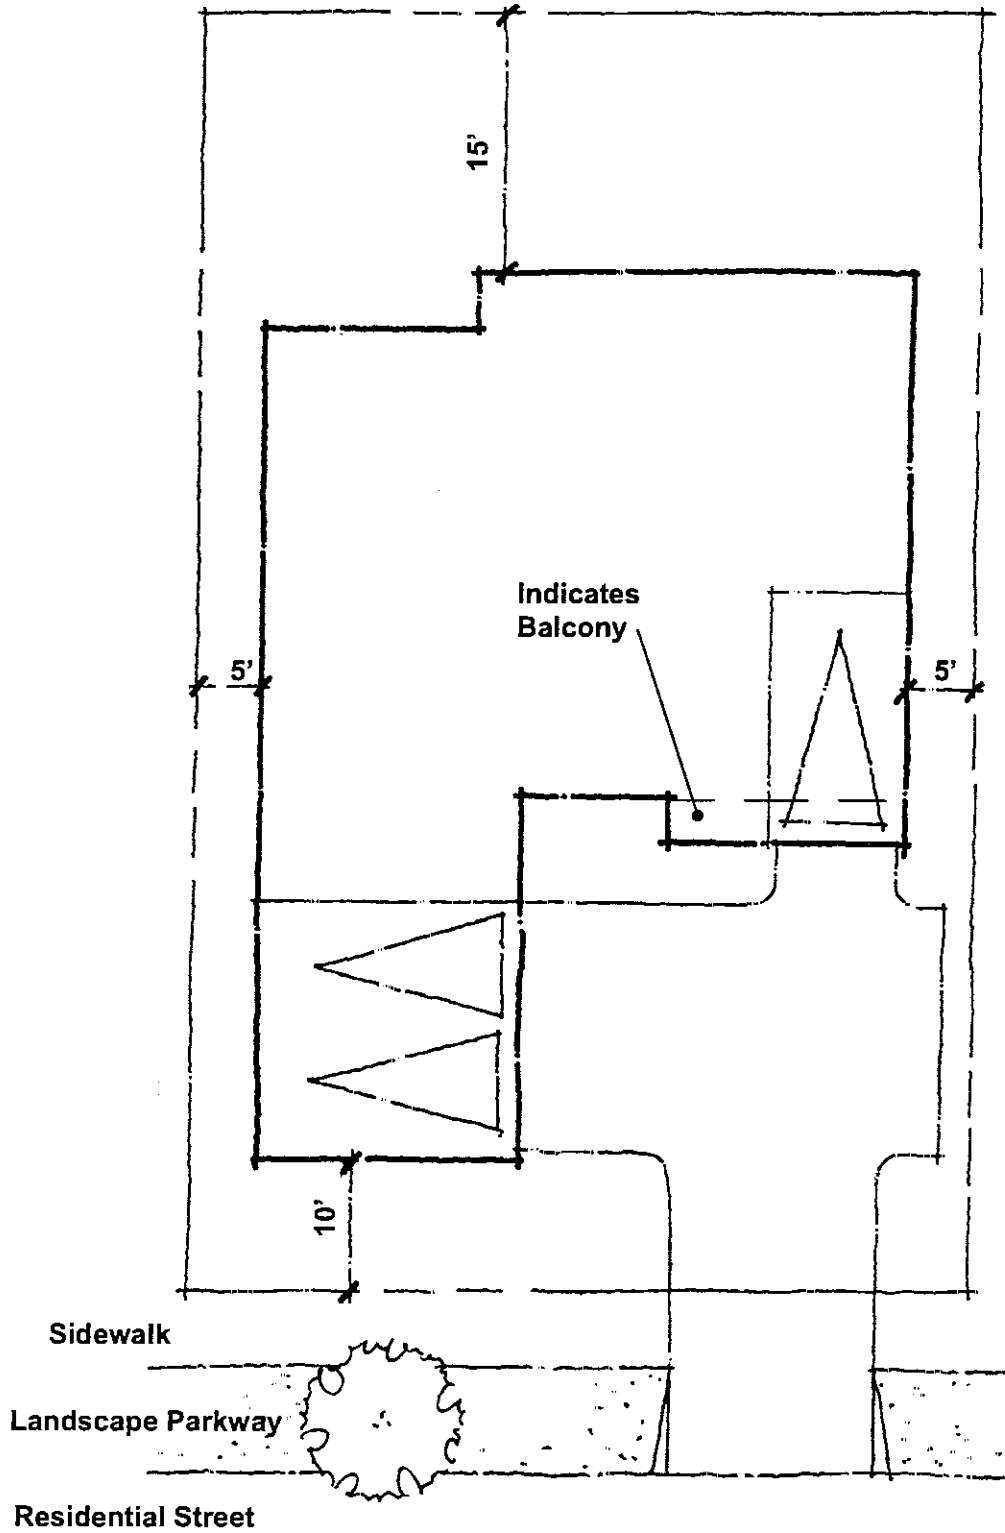 15'
Indicates
Balcony
5'
5'
10'
Sidewalk
Landscape Parkway
Residential Street